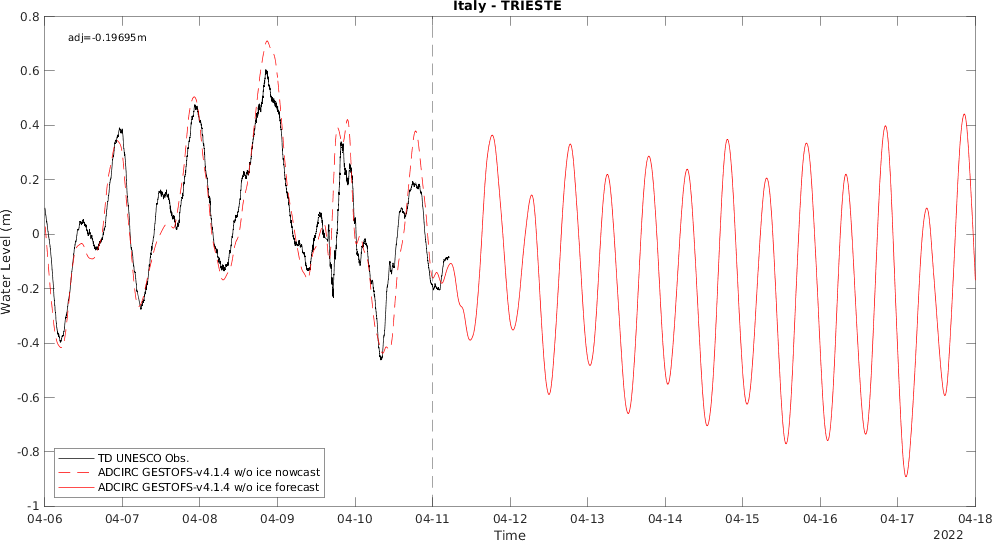 Italy - TRIESTE
adj=-0.19695m
0.8
0.6
0.4
0.2
0
-0.2
-0.4
-0.6
-0.8
-1
Water Level (m)
TD UNESCO Obs.
ADCIRC GESTOFS-v4.1.4 w/o ice nowcast
ADCIRC GESTOFS-v4.1.4 w/o ice forecast
04-06 04-07 04-08 04-09 04-10 04-11 04-12 04-13 04-14 04-15 04-16 04-17 04-18
Time
2022